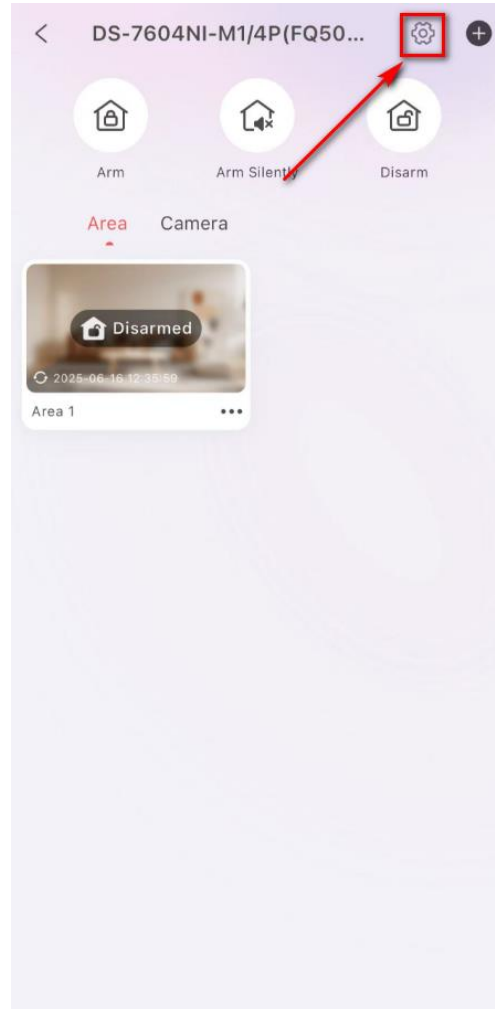 DS-7604NI-M1/4P(FQ50...
Arm Arm Silently Disarm
Area Camera
Disarmed
2025-06-16 12:35:59
Area 1